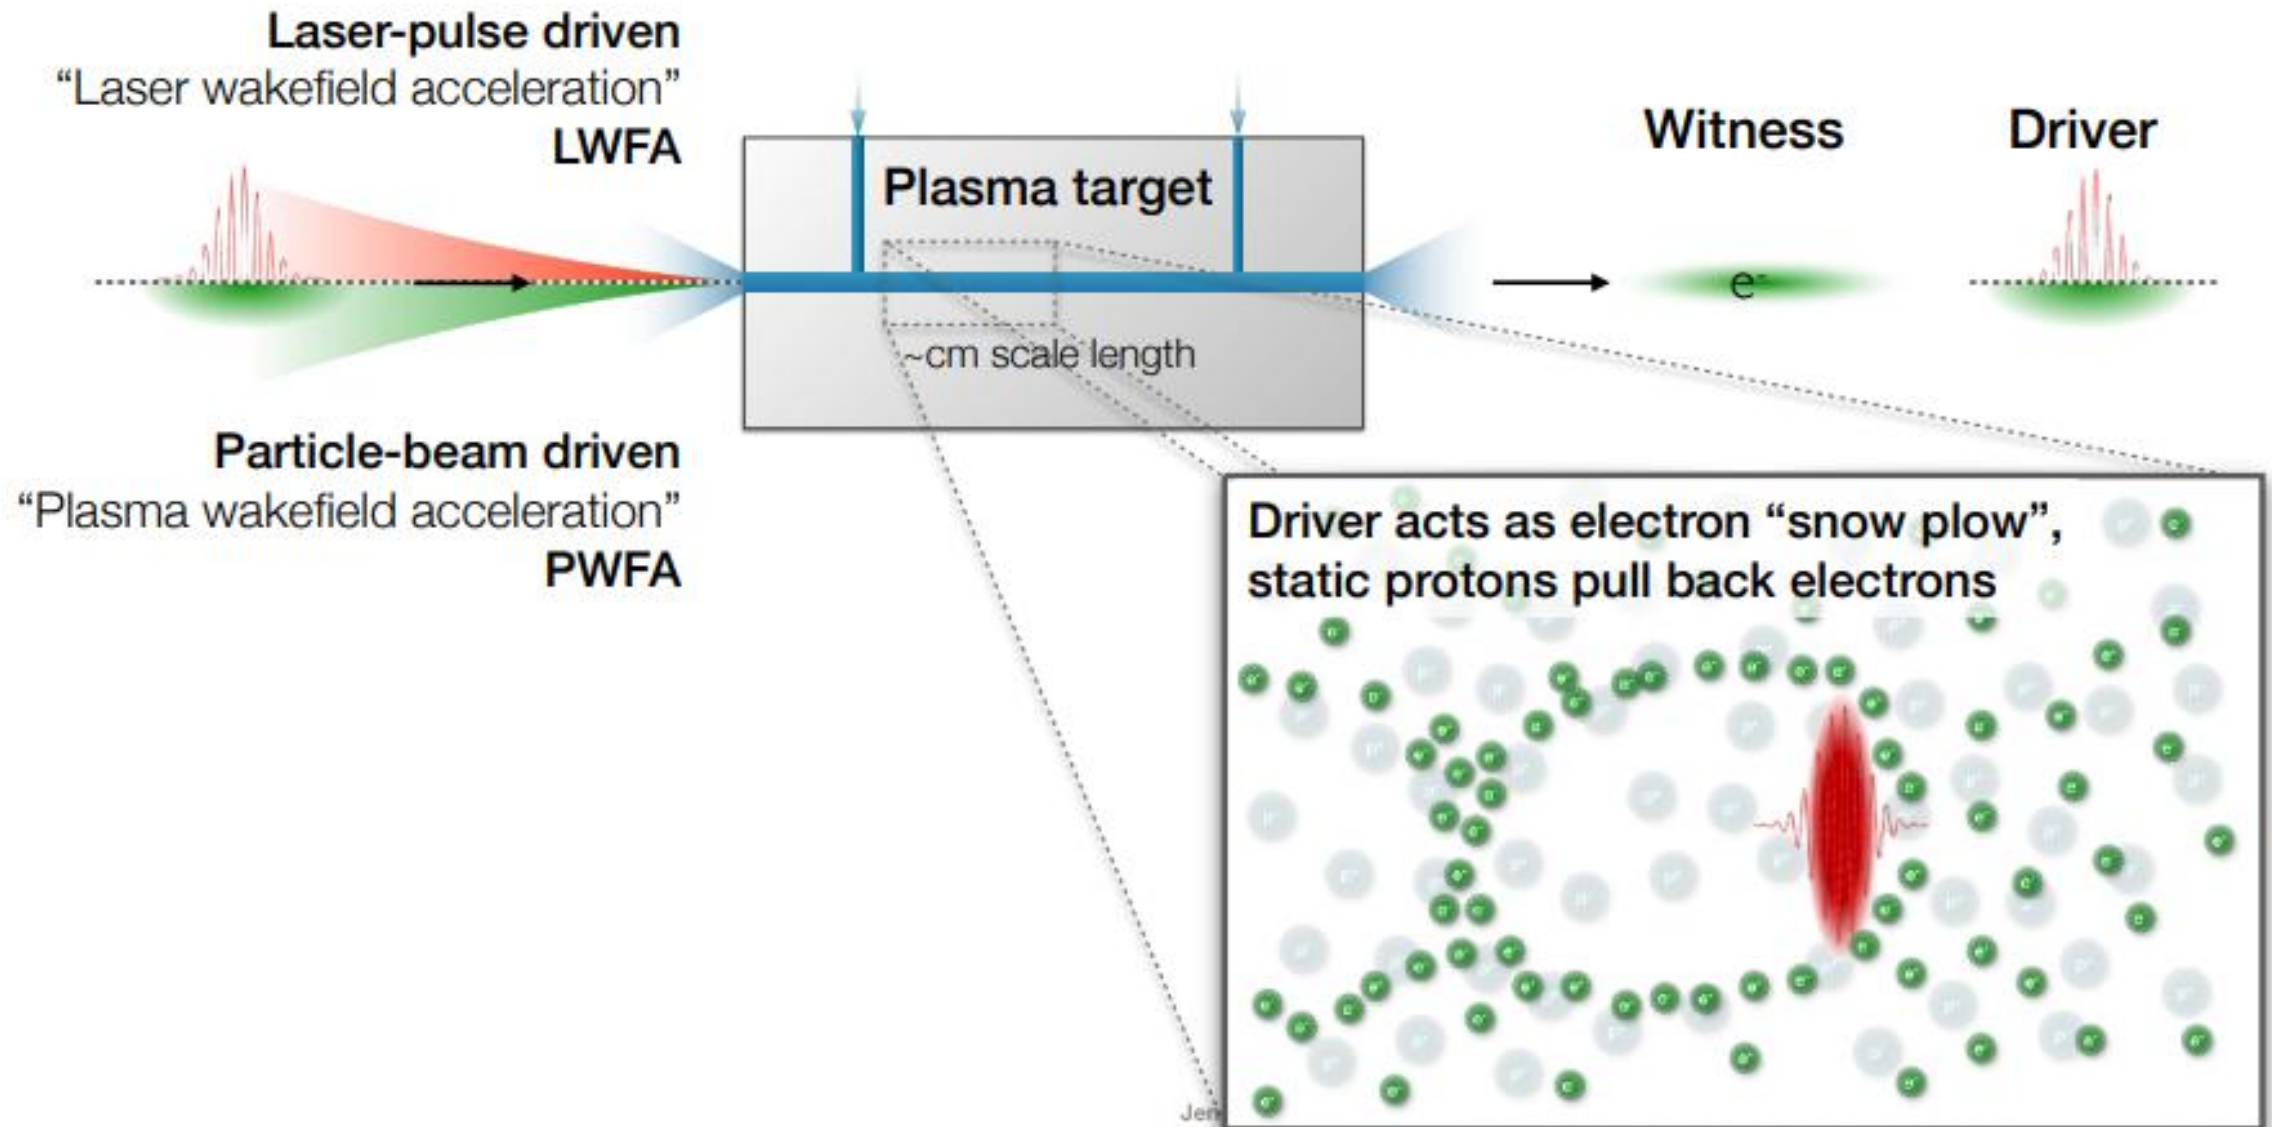 Laser-pulse driven
“Laser wakefield acceleration”
LWFA
Plasma target
~cm scale length
Witness
Driver
e⁻
Particle-beam driven
“Plasma wakefield acceleration”
PWFA
Driver acts as electron “snow plow”,
static protons pull back electrons
Jen